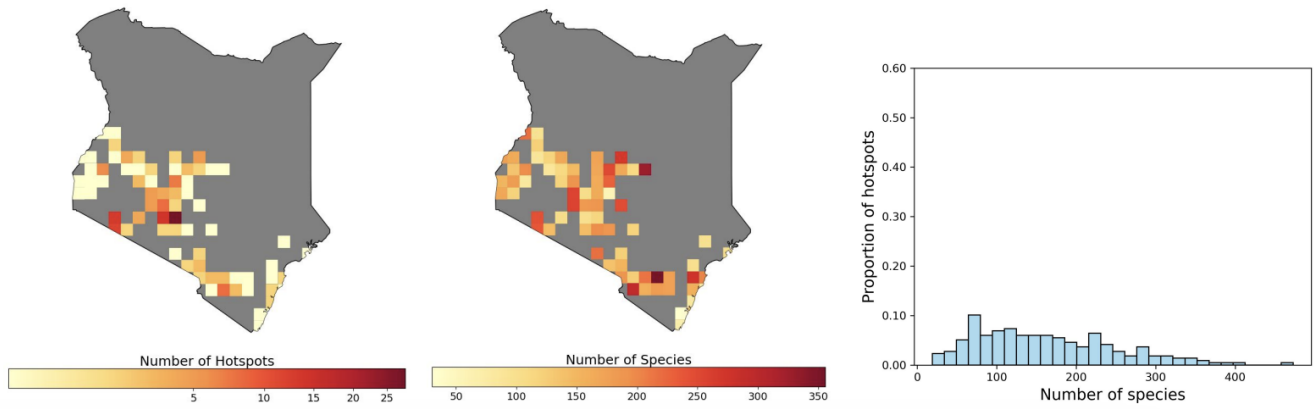 Number of Hotspots
5 10 15 20 25
Number of Species
50 100 150 200 250 300 350
Proportion of hotspots
0.60
0.50
0.40
0.30
0.20
0.10
0.00
100 200 300 400
Number of species